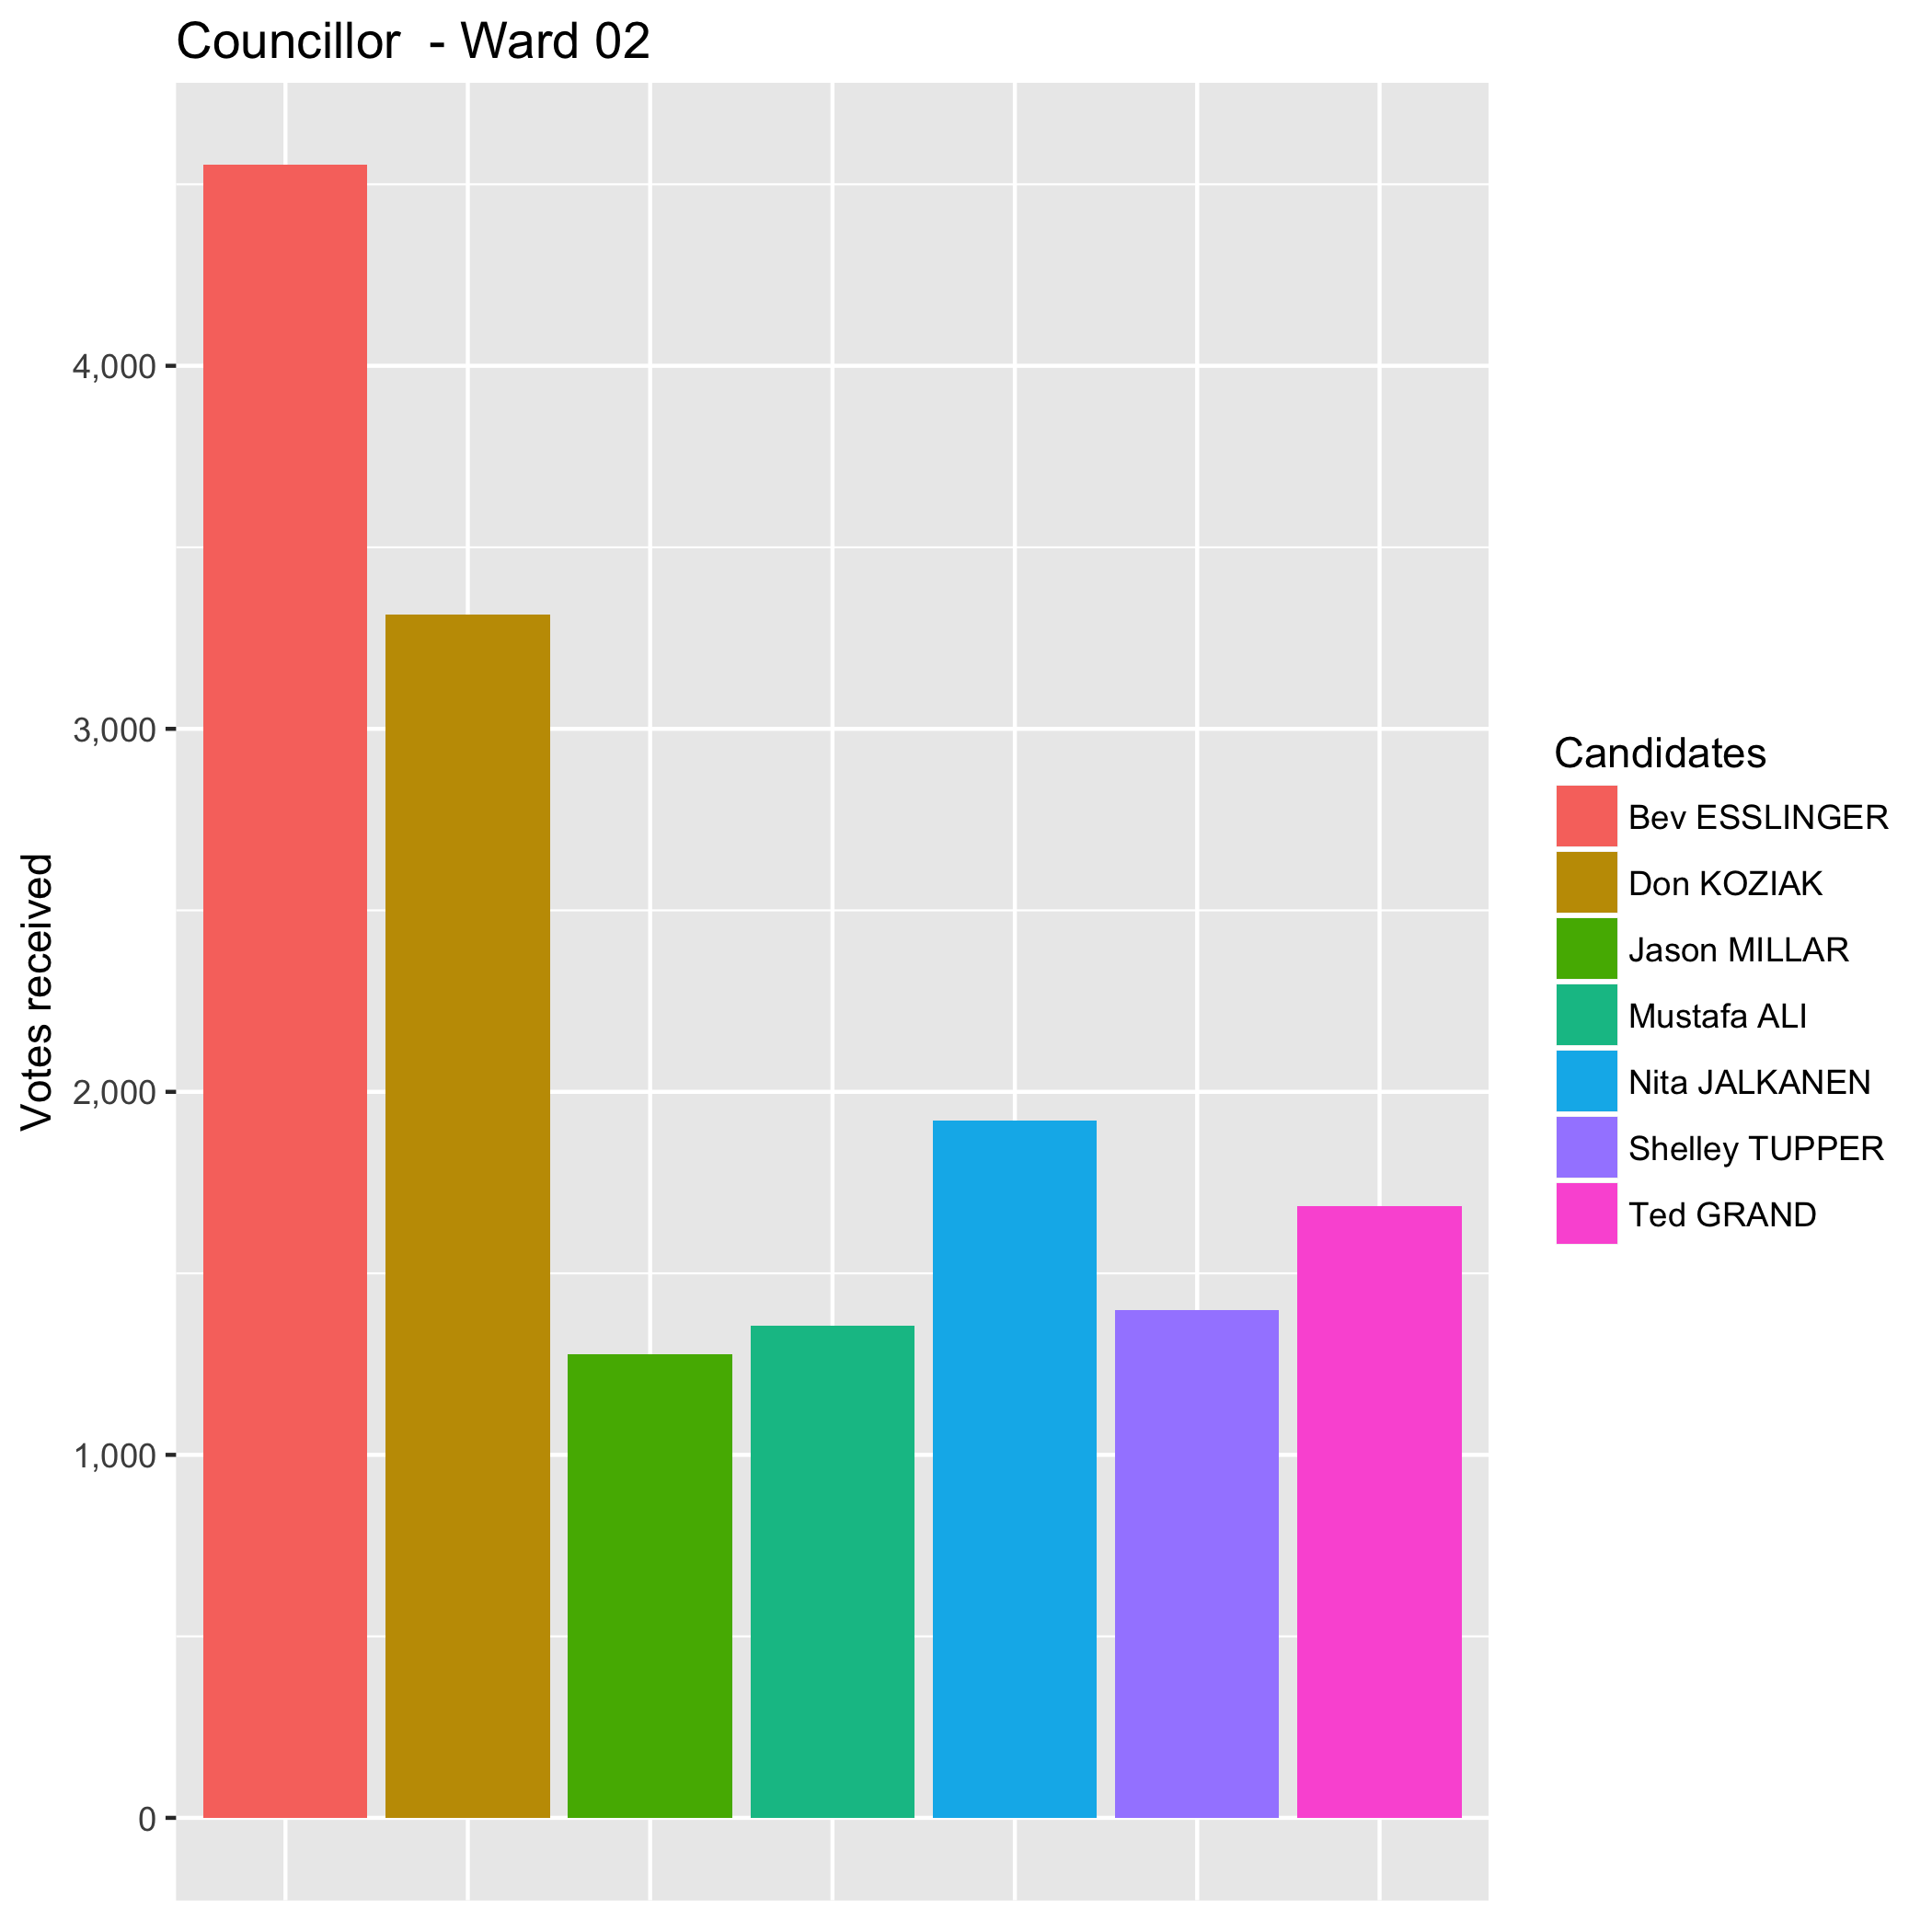 Councillor  - Ward 02
Votes received
4,000
3,000
2,000
1,000
0
Candidates
Bev ESSLINGER
Don KOZIAK
Jason MILLAR
Mustafa ALI
Nita JALKANEN
Shelley TUPPER
Ted GRAND